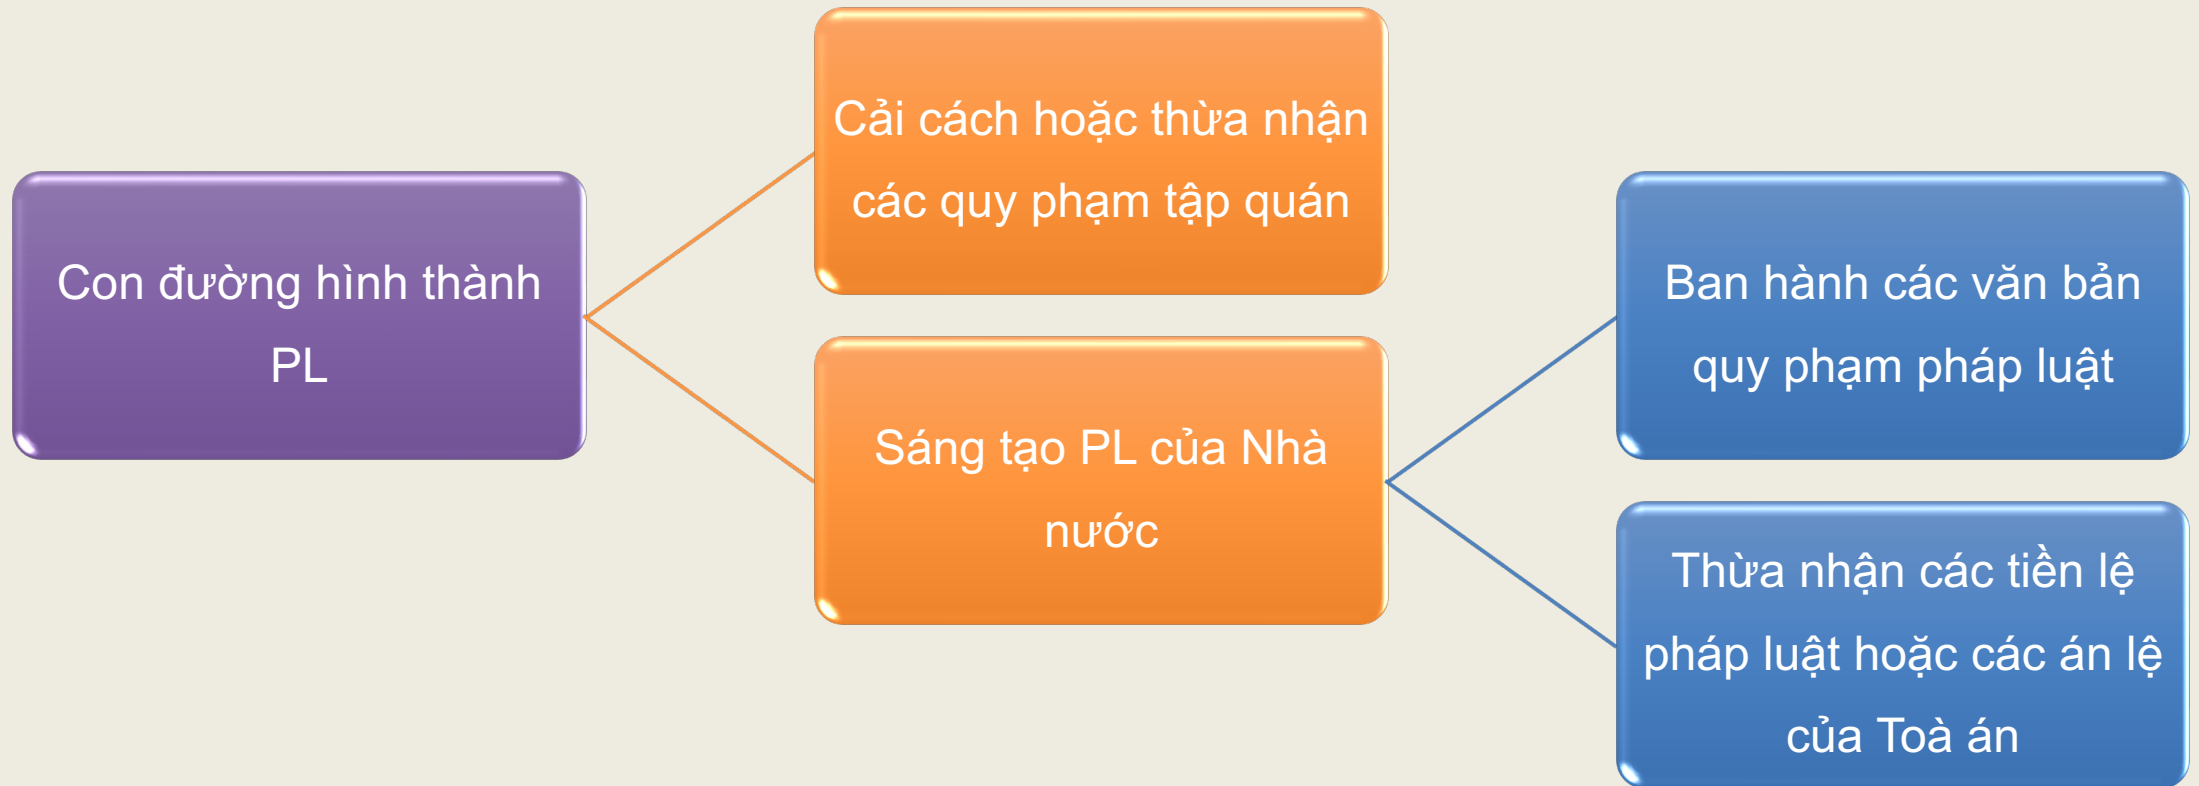 Con đường hình thành
PL
Cải cách hoặc thừa nhận
các quy phạm tập quán
Sáng tạo PL của Nhà
nước
Ban hành các văn bản
quy phạm pháp luật
Thừa nhận các tiền lệ
pháp luật hoặc các án lệ
của Toà án